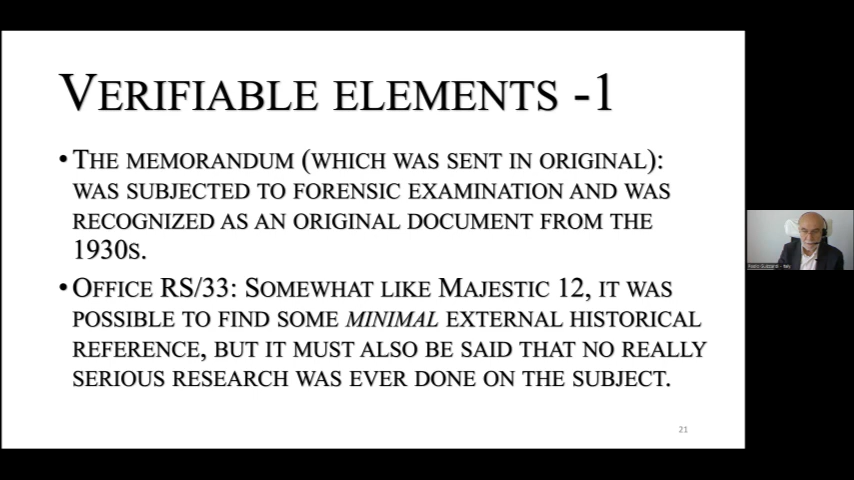 VERIFIABLE ELEMENTS -1
• THE MEMORANDUM (WHICH WAS SENT IN ORIGINAL):
WAS SUBJECTED TO FORENSIC EXAMINATION AND WAS
RECOGNIZED AS AN ORIGINAL DOCUMENT FROM THE
1930S.
• OFFICE RS/33: SOMEWHAT LIKE MAJESTIC 12, IT WAS
POSSIBLE TO FIND SOME MINIMAL EXTERNAL HISTORICAL
REFERENCE, BUT IT MUST ALSO BE SAID THAT NO REALLY
SERIOUS RESEARCH WAS EVER DONE ON THE SUBJECT.
21